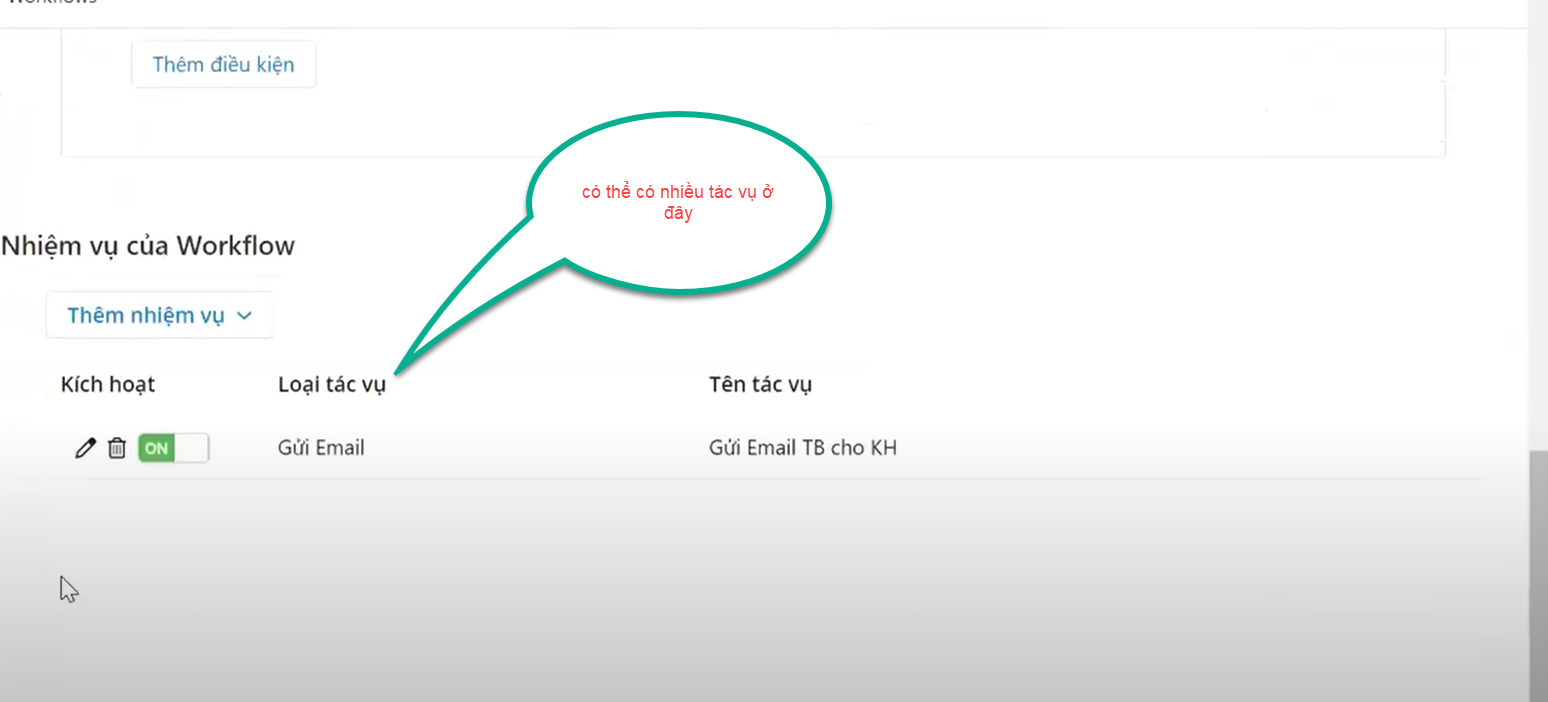 Workflows
Thêm điều kiện
có thể có nhiều tác vụ ở
đây
Nhiệm vụ của Workflow
Thêm nhiệm vụ
Kích hoạt Loại tác vụ Tên tác vụ
ON Gửi Email Gửi Email TB cho KH